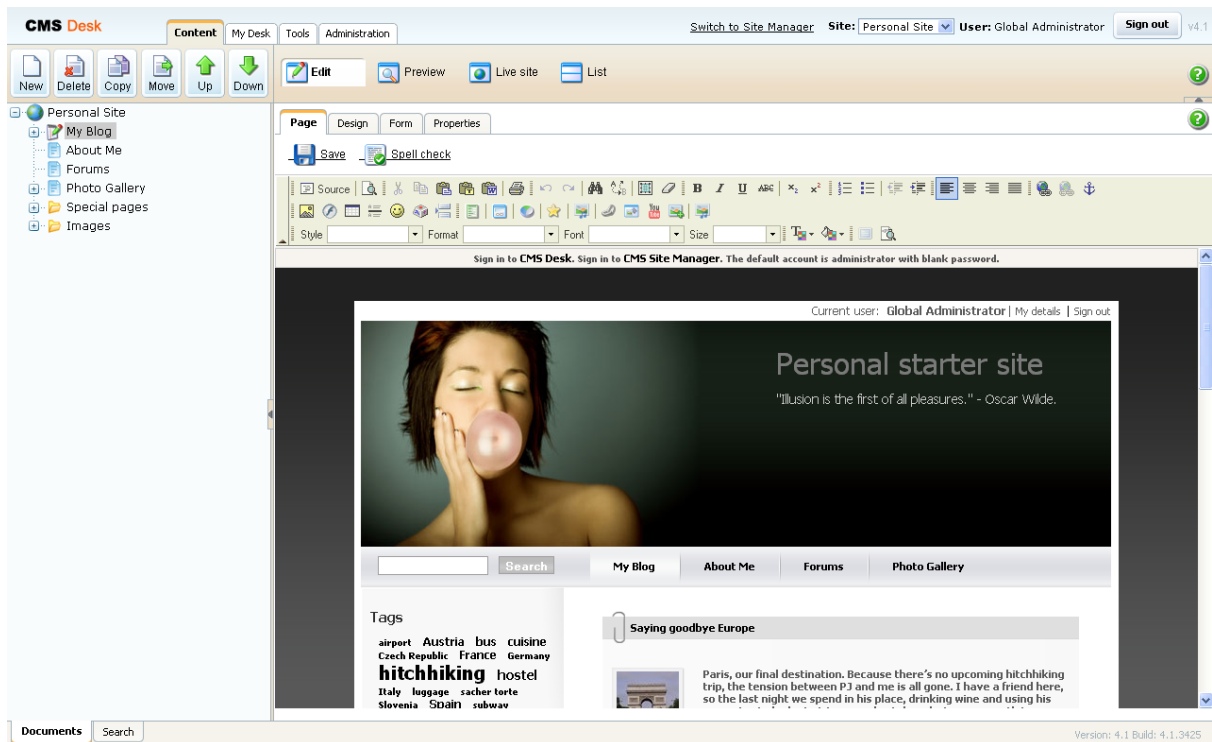 CMS Desk
Content My Desk Tools Administration
Switch to Site Manager Site: Personal Site User: Global Administrator Sign out v4.1
New Delete Copy Move Up Down
Edit Preview Live site List
Personal Site
My Blog
About Me
Forums
Photo Gallery
Special pages
Images
Page Design Form Properties
Save Spell check
Source B I U ABC x₂ x²
Style Format Font Size
Sign in to CMS Desk. Sign in to CMS Site Manager. The default account is administrator with blank password.
Current user: Global Administrator | My details | Sign out
Personal starter site
"Illusion is the first of all pleasures." - Oscar Wilde.
Search My Blog About Me Forums Photo Gallery
Tags
airport Austria bus cuisine
Czech Republic France Germany
hitchhiking hostel
Italy luggage sacher torte
Slovenia Spain subway
Saying goodbye Europe
Paris, our final destination. Because there's no upcoming hitchhiking
trip, the tension between PJ and me is all gone. I have a friend here,
so the last night we spend in his place, drinking wine and using his
Documents Search
Version: 4.1 Build: 4.1.3425